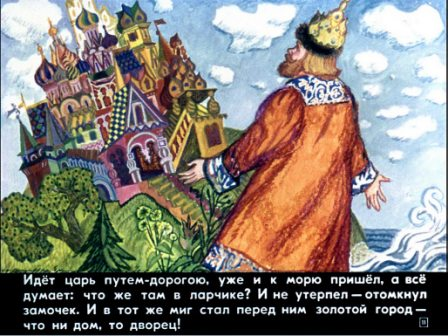 Идёт царь путем-дорогою, уже и к морю пришёл, а всё
думает: что же там в ларчике? И не утерпел — отомкнул
замочек. И в тот же миг стал перед ним золотой город —
что ни дом, то дворец!